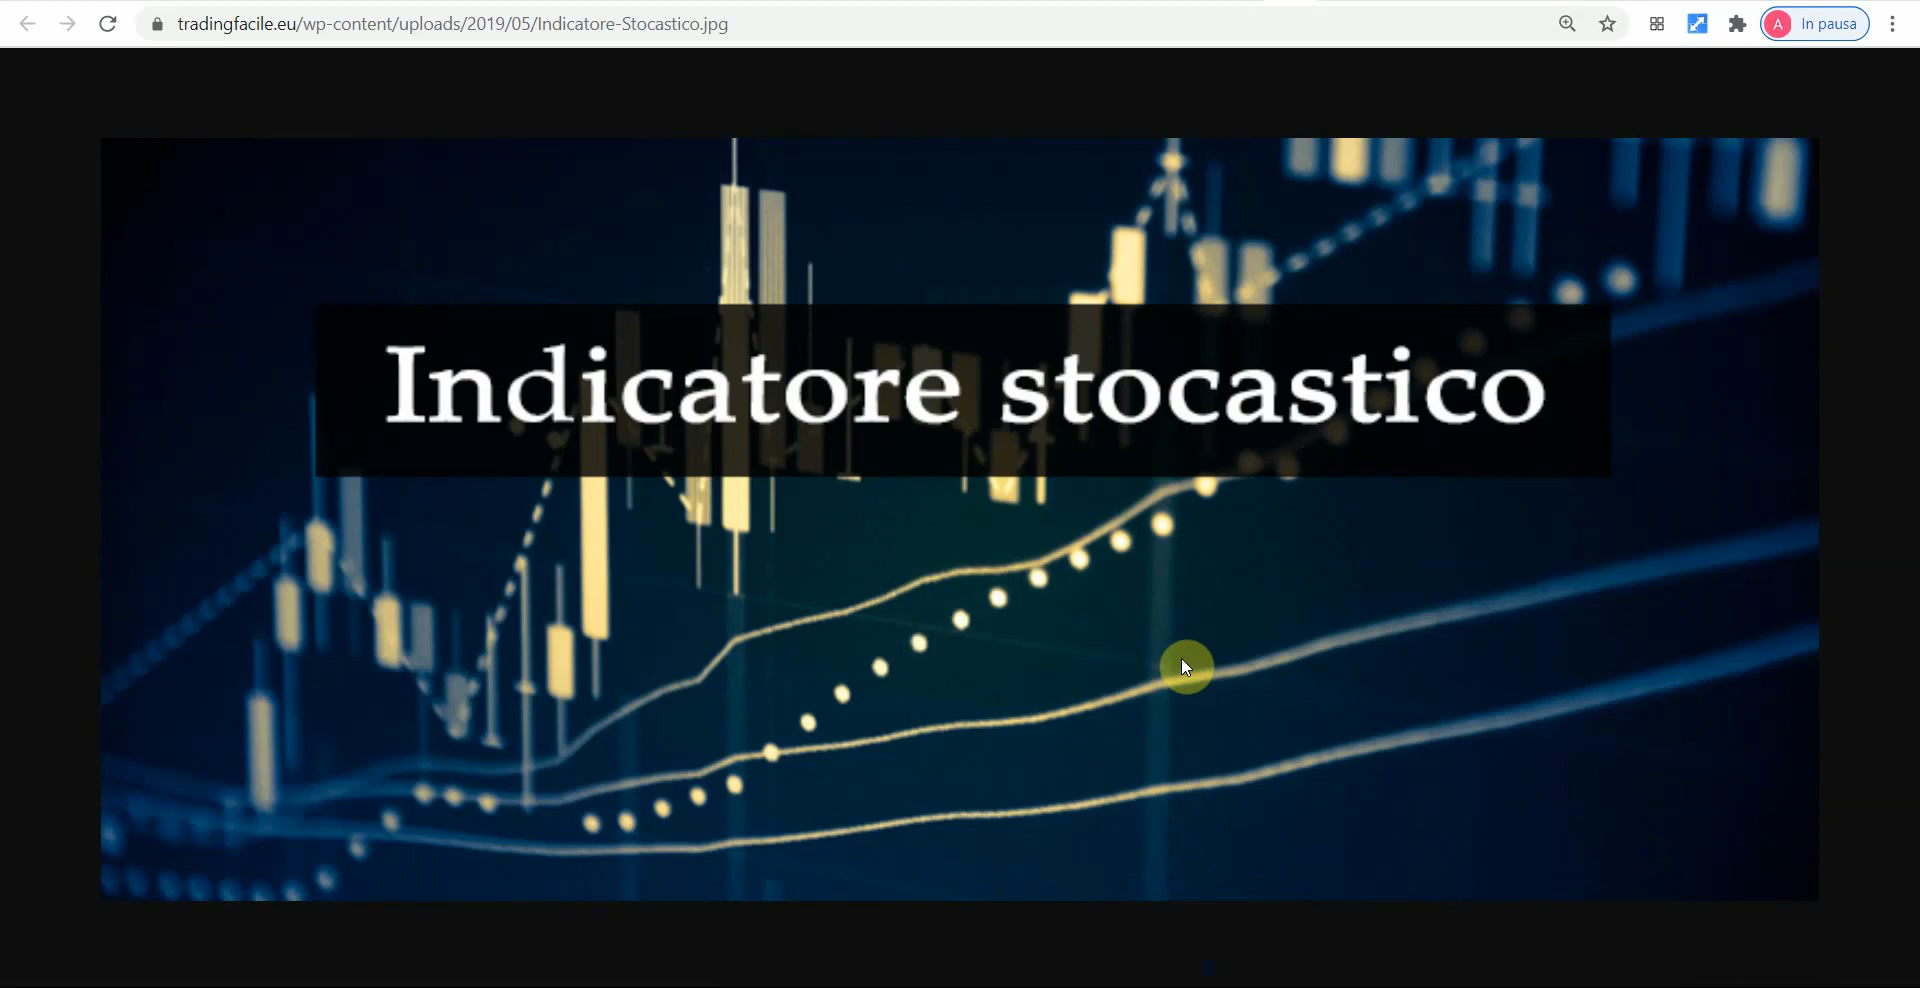 tradingfacile.eu/wp-content/uploads/2019/05/Indicatore-Stocastico.jpg
A In pausa
Indicatore stocastico